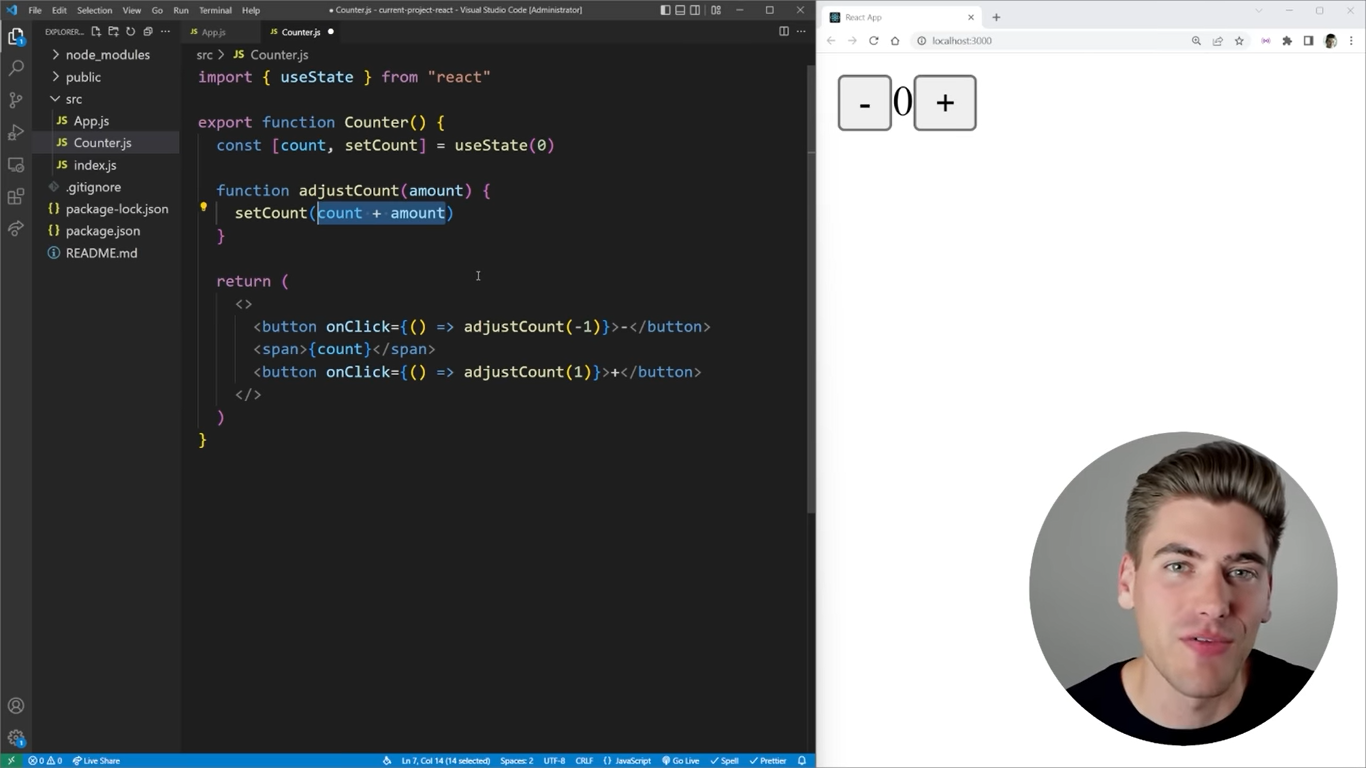 File Edit Selection View Go Run Terminal Help
● Counter.js - current-project-react - Visual Studio Code [Administrator]
EXPLORER...
node_modules
public
src
JS App.js
JS Counter.js
JS index.js
.gitignore
package-lock.json
package.json
README.md
JS App.js
JS Counter.js ●
src > JS Counter.js
import { useState } from "react"
export function Counter() {
const [count, setCount] = useState(0)
function adjustCount(amount) {
setCount(count + amount)
}
return (
<>
<button onClick={() => adjustCount(-1)}>-</button>
<span>{count}</span>
<button onClick={() => adjustCount(1)}>+</button>
</>
)
}
1
1
0 0 Live Share
Ln 7, Col 14 (14 selected) Spaces: 2 UTF-8 CRLF {} JavaScript Go Live Spell Prettier
React App
localhost:3000
- 0 +